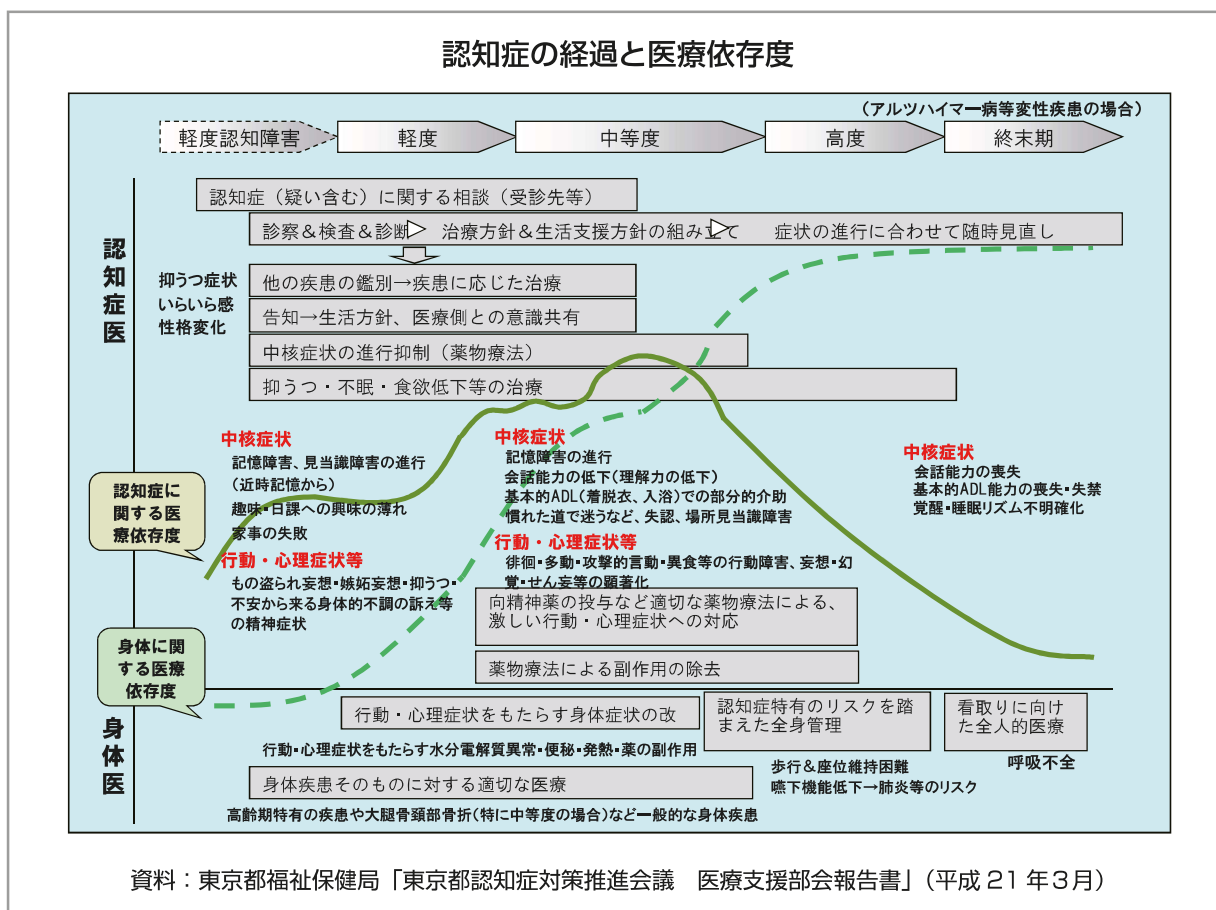 認知症の経過と医療依存度
（アルツハイマー病等変性疾患の場合）
軽度認知障害
軽度
中等度
高度
終末期
認知症医
認知症（疑い含む）に関する相談（受診先等）
診察＆検査＆診断
治療方針＆生活支援方針の組み立て
症状の進行に合わせて随時見直し
抑うつ症状
いらいら感
性格変化
他の疾患の鑑別→疾患に応じた治療
告知→生活方針、医療側との意識共有
中核症状の進行抑制（薬物療法）
抑うつ・不眠・食欲低下等の治療
中核症状
記憶障害、見当識障害の進行
（近時記憶から）
趣味・日課への興味の薄れ
家事の失敗
行動・心理症状等
もの盗られ妄想・嫉妬妄想・抑うつ・
不安から来る身体的不調の訴え等
の精神症状
中核症状
記憶障害の進行
会話能力の低下(理解力の低下)
基本的ADL(着脱衣、入浴)での部分的介助
慣れた道で迷うなど、失認、場所見当識障害
行動・心理症状等
徘徊・多動・攻撃的言動・異食等の行動障害、妄想・幻
覚・せん妄等の顕著化
向精神薬の投与など適切な薬物療法による、
激しい行動・心理症状への対応
薬物療法による副作用の除去
中核症状
会話能力の喪失
基本的ADL能力の喪失・失禁
覚醒・睡眠リズム不明確化
認知症に
関する医
療依存度
身体に関
する医療
依存度
身体医
行動・心理症状をもたらす身体症状の改
行動・心理症状をもたらす水分電解質異常・便秘・発熱・薬の副作用
身体疾患そのものに対する適切な医療
高齢期特有の疾患や大腿骨頚部骨折(特に中等度の場合)など一般的な身体疾患
認知症特有のリスクを踏
まえた全身管理
歩行＆座位維持困難
嚥下機能低下→肺炎等のリスク
看取りに向け
た全人的医療
呼吸不全
資料：東京都福祉保健局「東京都認知症対策推進会議　医療支援部会報告書」（平成 21 年３月）